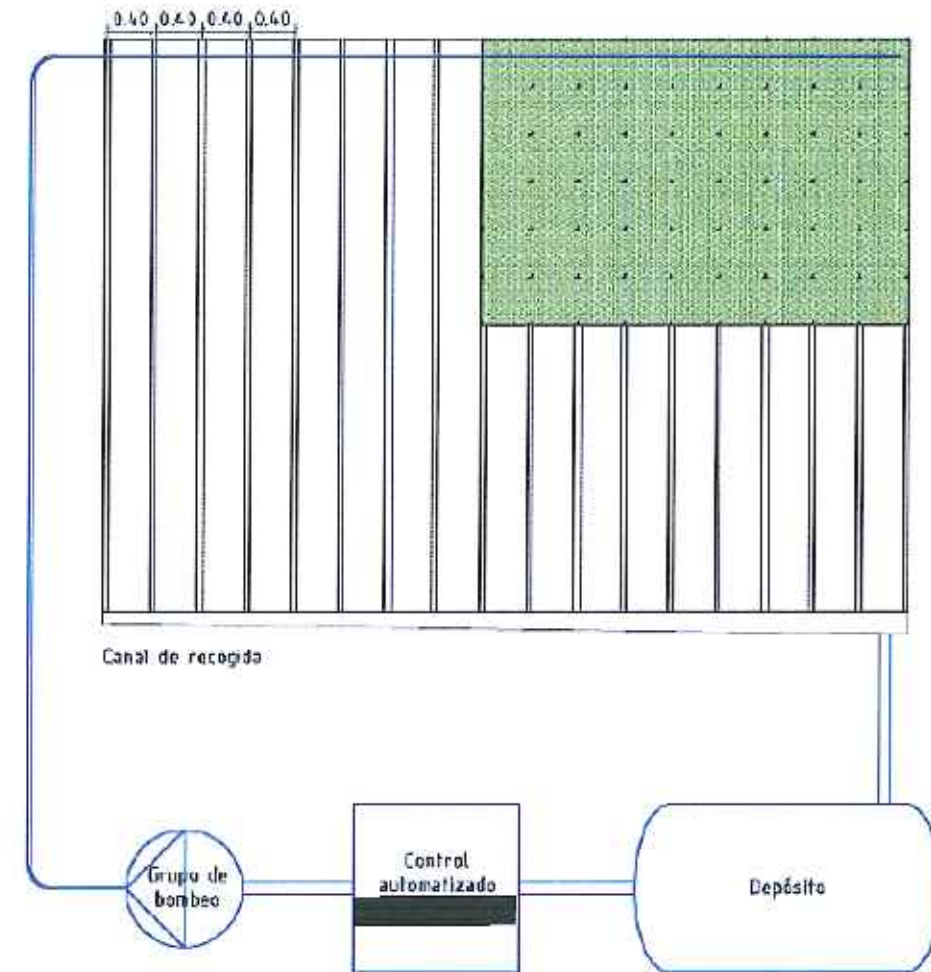 0.40 0.40 0.40 0.40
Canal de recogida
Grupo de
bombeo
Control
automatizado
Depósito